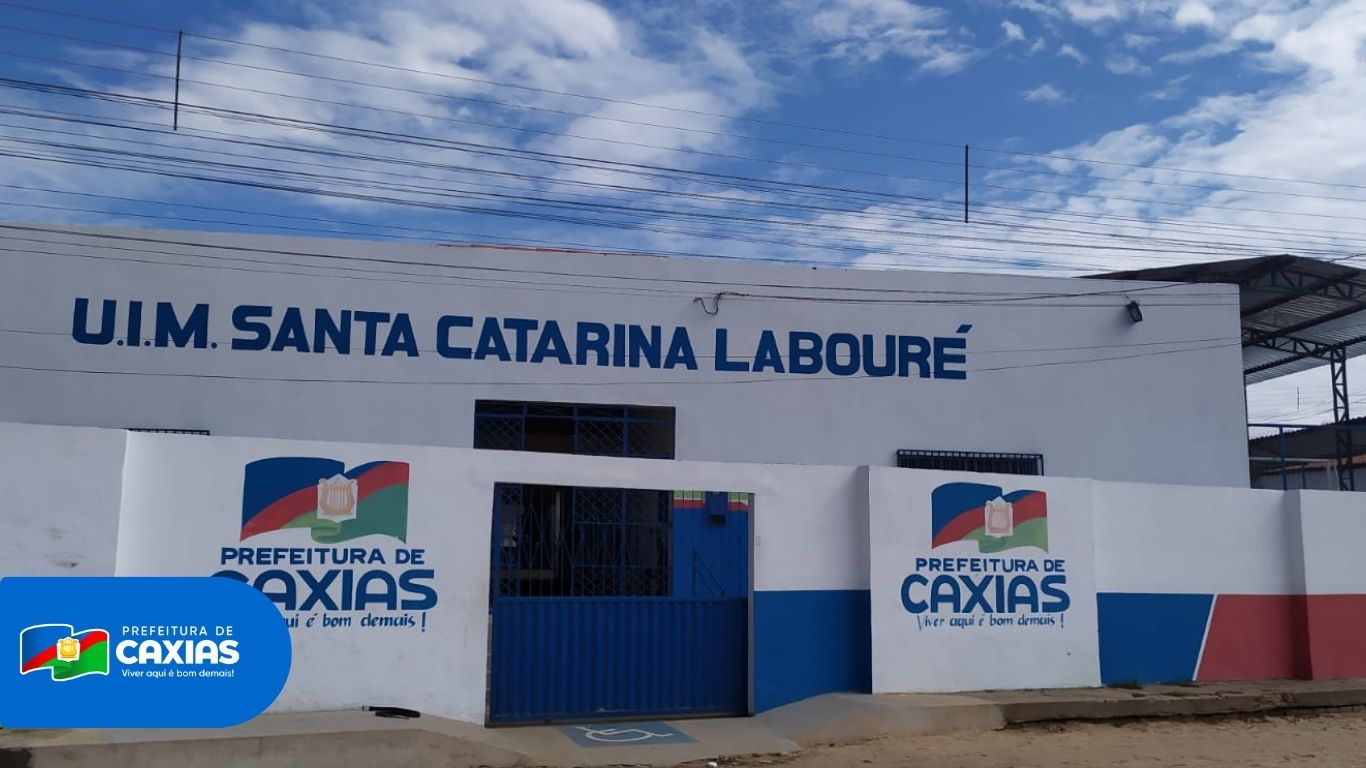 U.I.M. SANTA CATARINA LABOURÉ
PREFEITURA DE
CAXIAS
qui é bom demais!
PREFEITURA DE
CAXIAS
Viver aqui é bom demais!
PREFEITURA DE
CAXIAS
Viver aqui é bom demais!